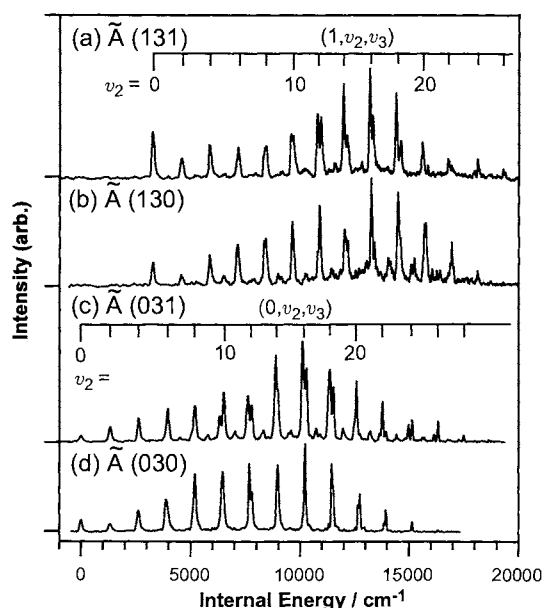 (a) Ã (131)
(1,v₂,v₃)
v₂ = 0 10 20
(b) Ã (130)
(c) Ã (031)
(0,v₂,v₃)
0 10 20
v₂ =
(d) Ã (030)
Intensity (arb.)
0 5000 10000 15000 20000
Internal Energy / cm⁻¹